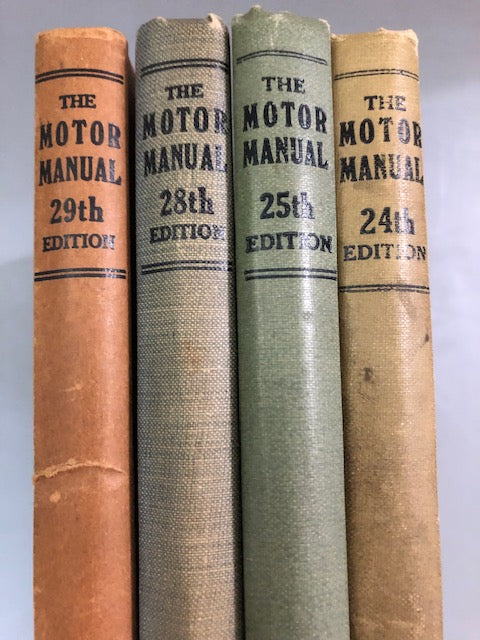 THE
MOTOR
MANUAL
29th
EDITION
THE
MOTOR
MANUAL
28th
EDITION
THE
MOTOR
MANUAL
25th
EDITION
THE
MOTOR
MANUAL
24th
EDITION